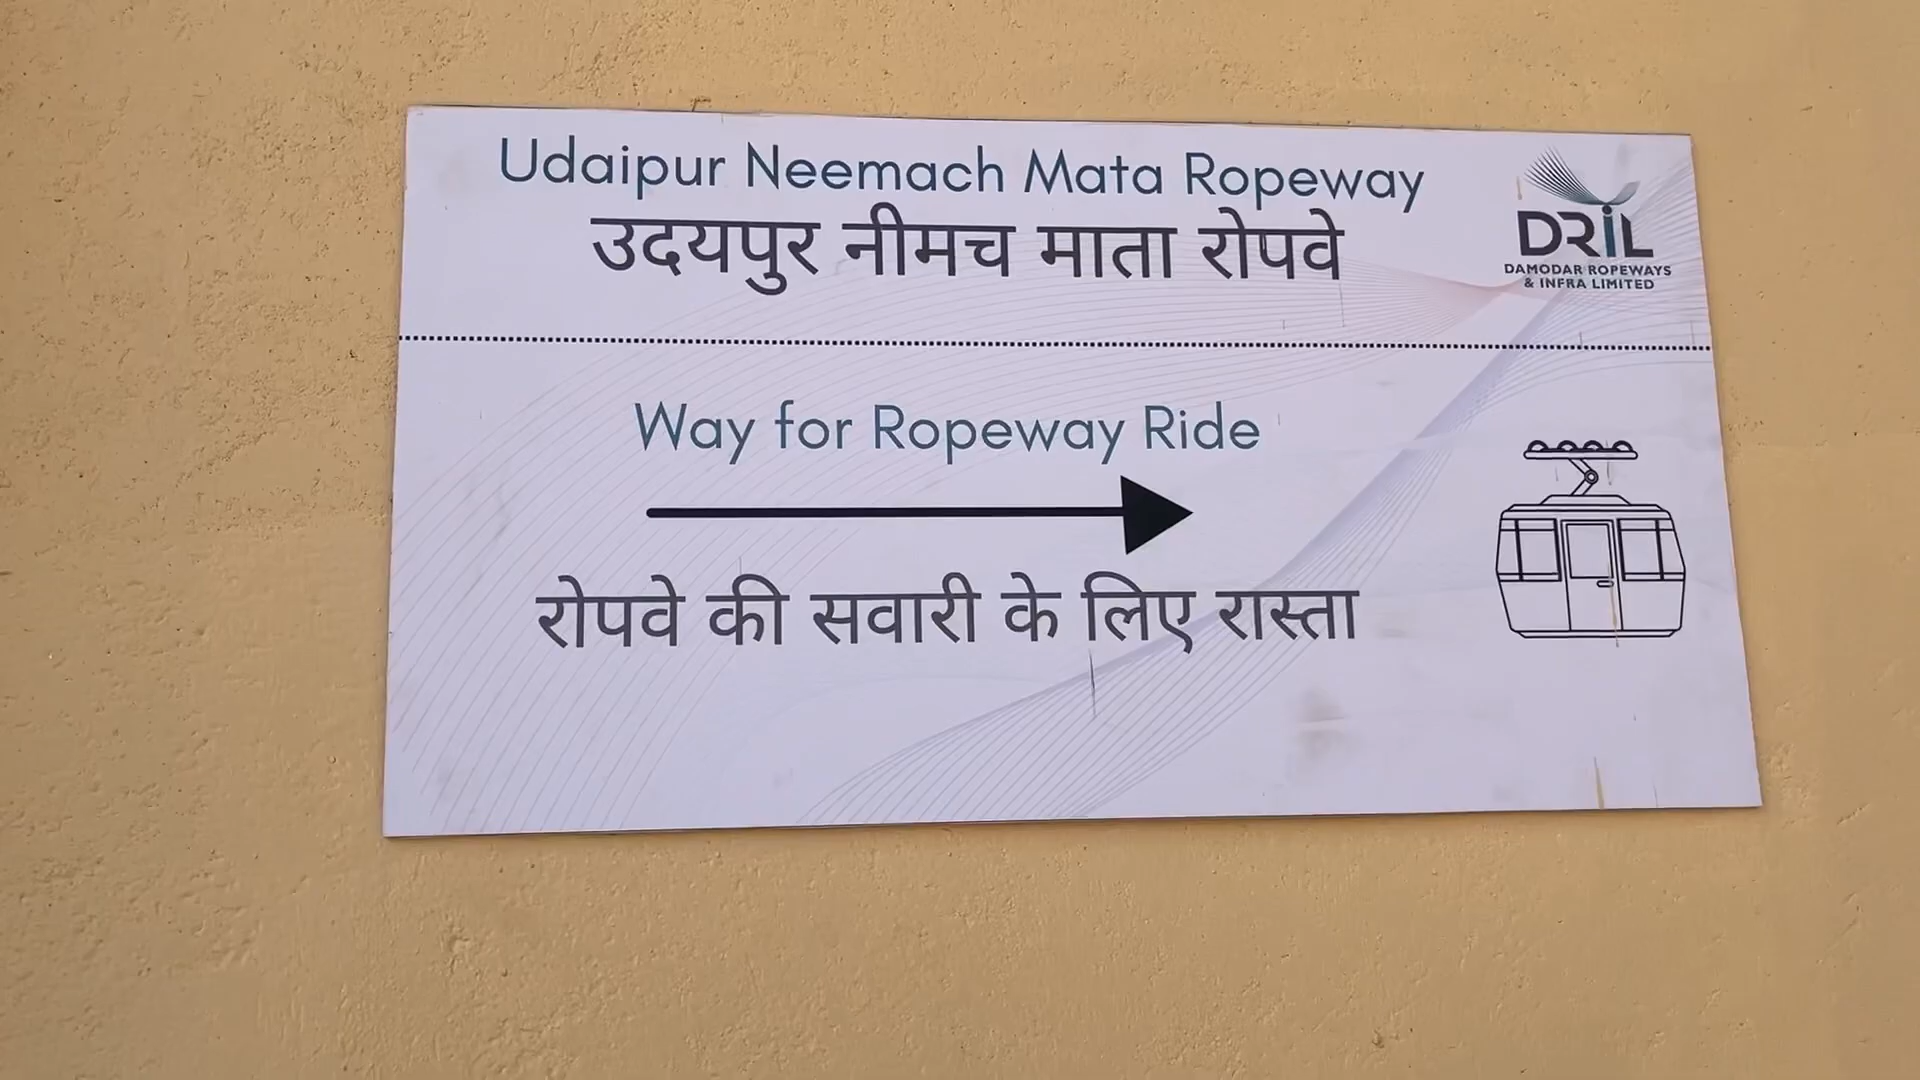 Udaipur Neemach Mata Ropeway
उदयपुर नीमच माता रोपवे
DRIL
DAMODAR ROPEWAYS
& INFRA LIMITED
Way for Ropeway Ride
रोपवे की सवारी के लिए रास्ता